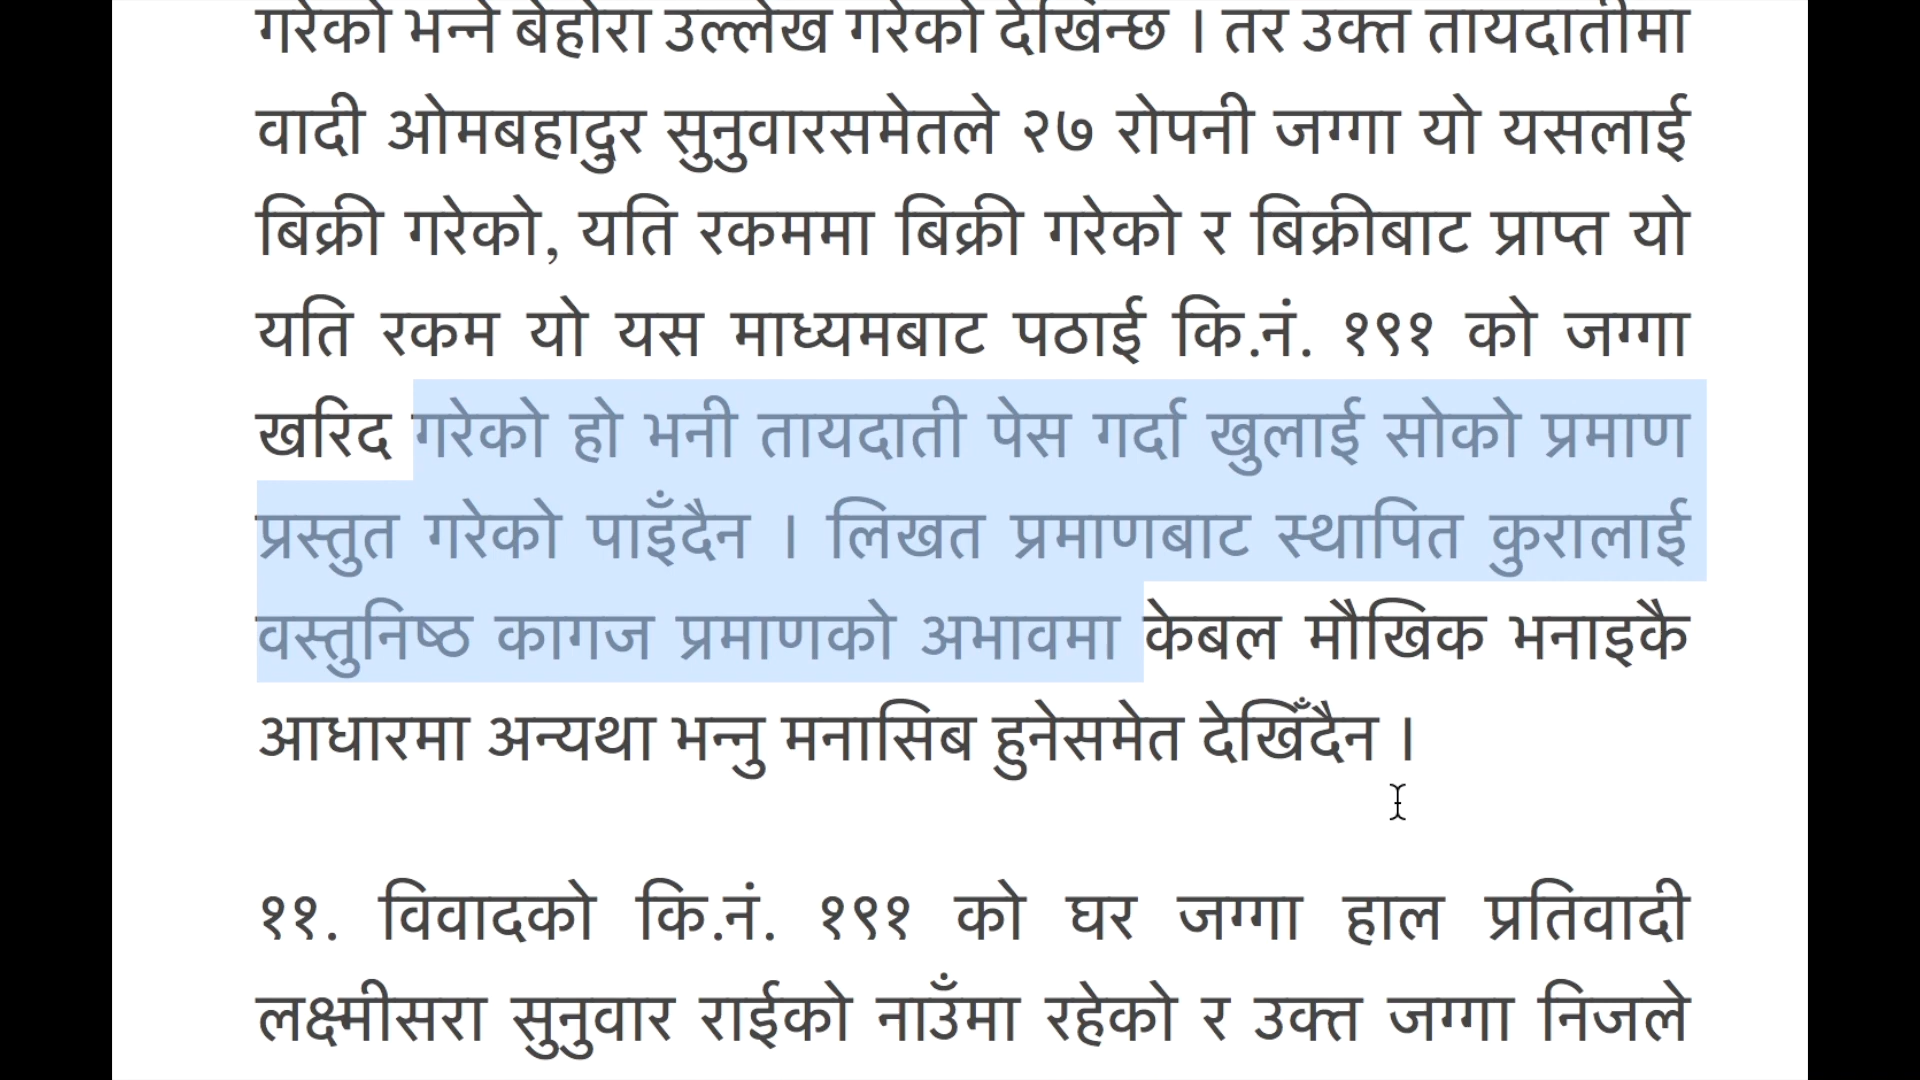 गरेको भन्ने बेहोरा उल्लेख गरेको देखिन्छ । तर उक्त तायदातीमा
वादी ओमबहादुर सुनुवारसमेतले २७ रोपनी जग्गा यो यसलाई
बिक्री गरेको, यति रकममा बिक्री गरेको र बिक्रीबाट प्राप्त यो
यति रकम यो यस माध्यमबाट पठाई कि.नं. १९१ को जग्गा
खरिद गरेको हो भनी तायदाती पेस गर्दा खुलाई सोको प्रमाण
प्रस्तुत गरेको पाइँदैन । लिखत प्रमाणबाट स्थापित कुरालाई
वस्तुनिष्ठ कागज प्रमाणको अभावमा केबल मौखिक भनाइकै
आधारमा अन्यथा भन्नु मनासिब हुनेसमेत देखिँदैन ।
११. विवादको कि.नं. १९१ को घर जग्गा हाल प्रतिवादी
लक्ष्मीसरा सुनुवार राईको नाउँमा रहेको र उक्त जग्गा निजले